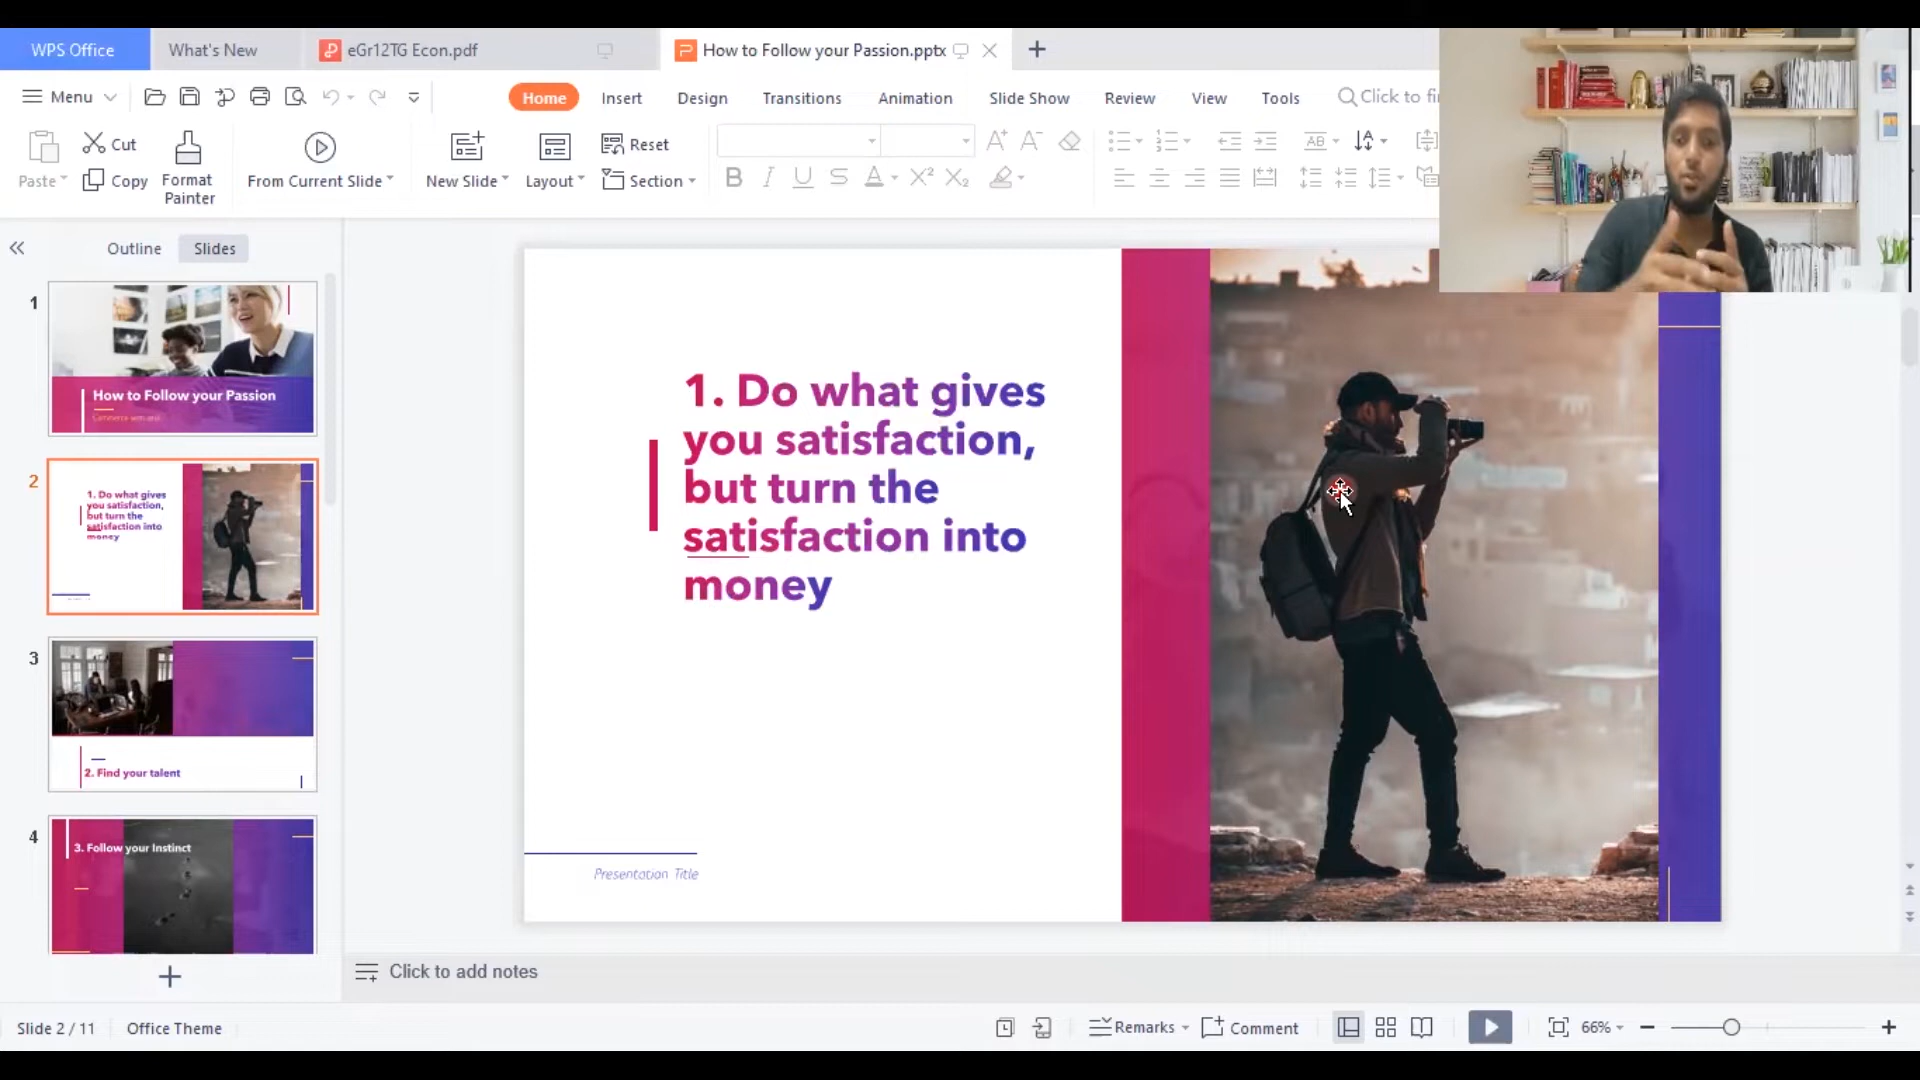 WPS Office
What's New
eGr12TG Econ.pdf
How to Follow your Passion.pptx
Menu
Home
Insert
Design
Transitions
Animation
Slide Show
Review
View
Tools
Click to fi
Paste
Cut
Copy
Format
Painter
From Current Slide
New Slide
Layout
Reset
Section
Outline
Slides
1
How to Follow your Passion
2
1. Do what gives
you satisfaction,
but turn the
satisfaction into
money
3
2. Find your talent
4
3. Follow your Instinct
1. Do what gives
you satisfaction,
but turn the
satisfaction into
money
Presentation Title
Click to add notes
Slide 2 / 11
Office Theme
Remarks
Comment
66%